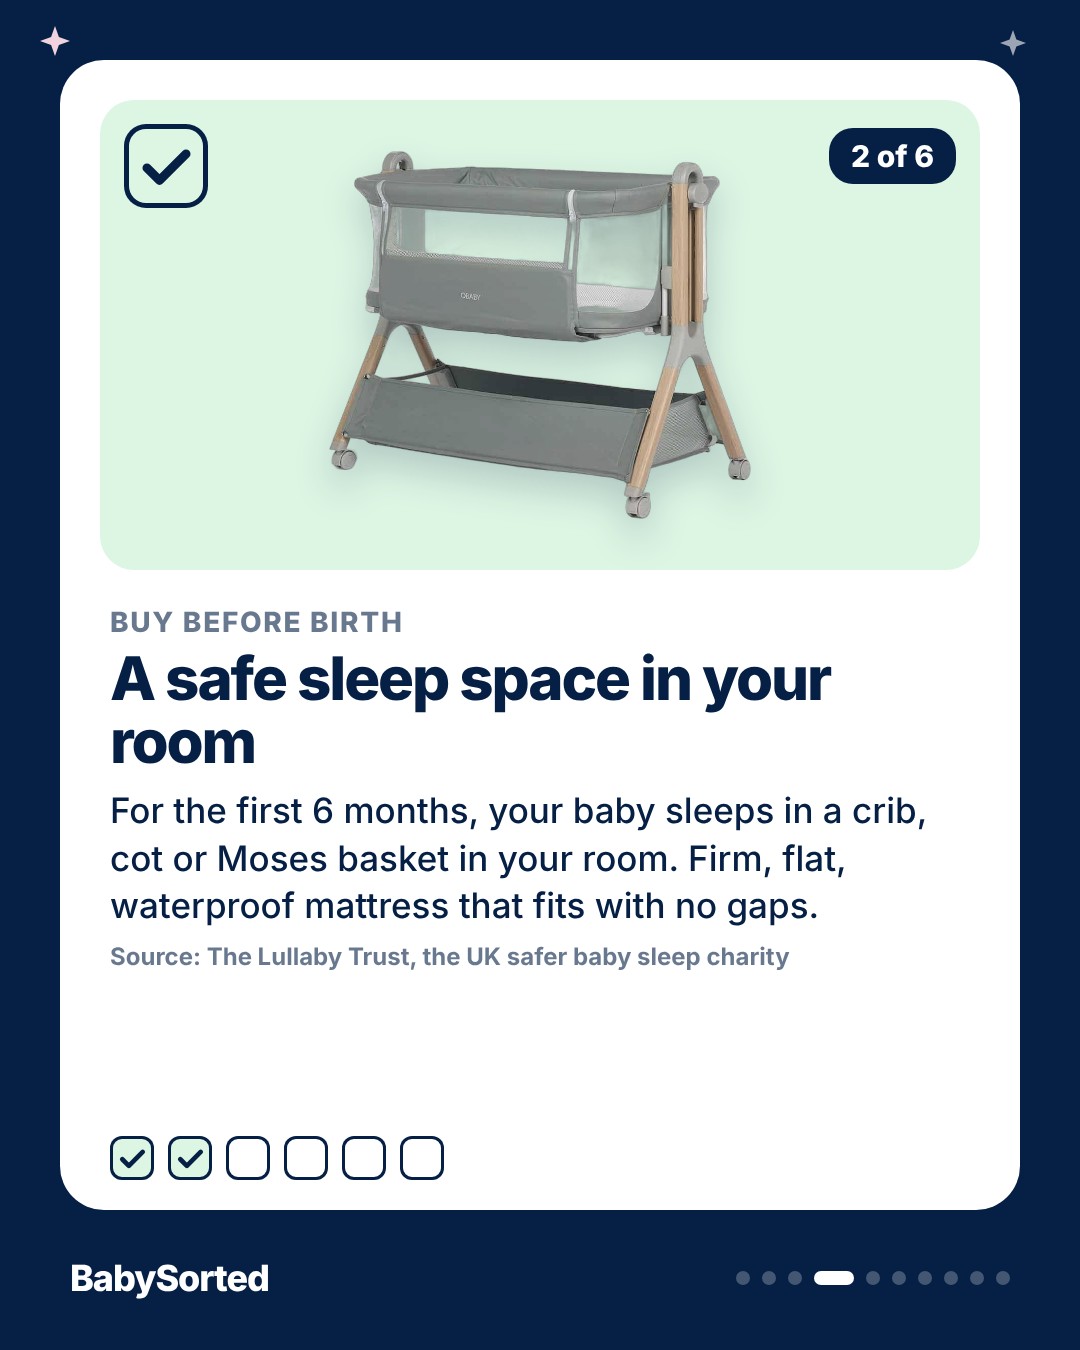 2 of 6
BUY BEFORE BIRTH
A safe sleep space in your
room
For the first 6 months, your baby sleeps in a crib,
cot or Moses basket in your room. Firm, flat,
waterproof mattress that fits with no gaps.
Source: The Lullaby Trust, the UK safer baby sleep charity
BabySorted